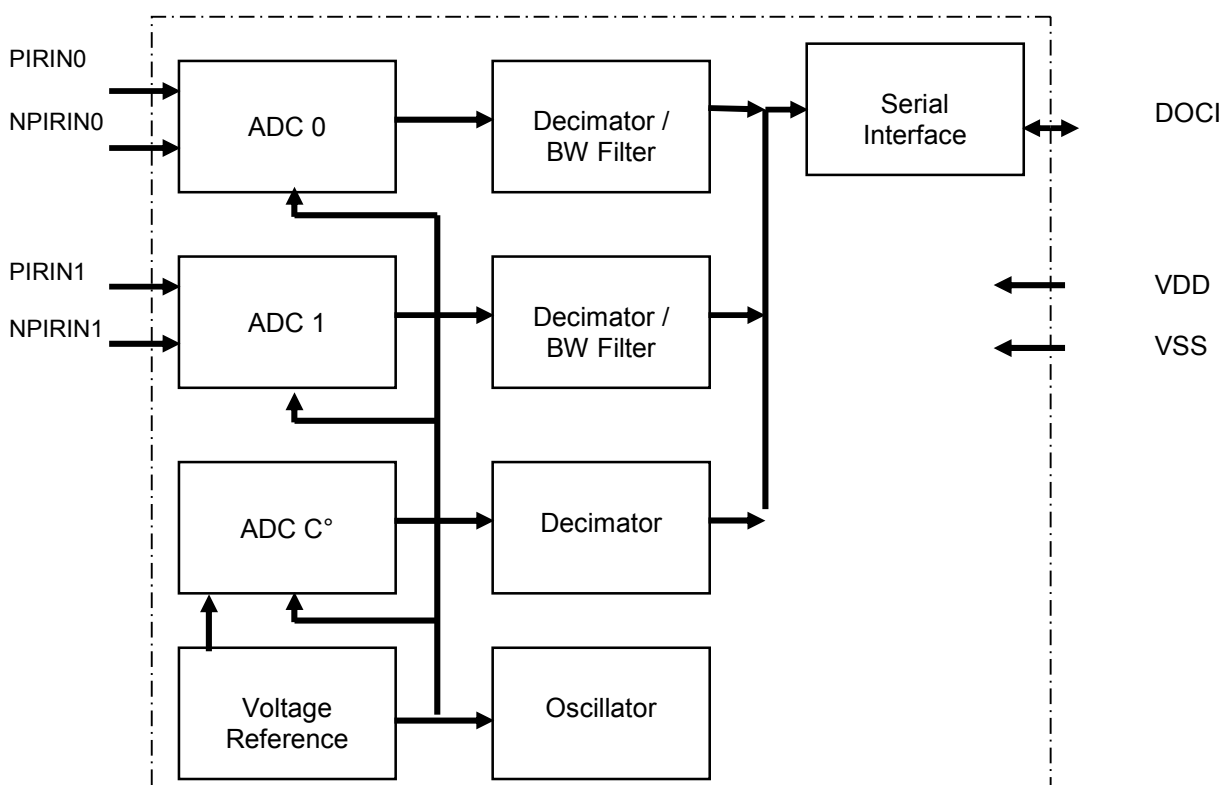 PIRIN0
NPIRIN0
ADC 0
Decimator /
BW Filter
Serial
Interface
DOCI
PIRIN1
NPIRIN1
ADC 1
Decimator /
BW Filter
VDD
VSS
ADC C°
Decimator
Voltage
Reference
Oscillator